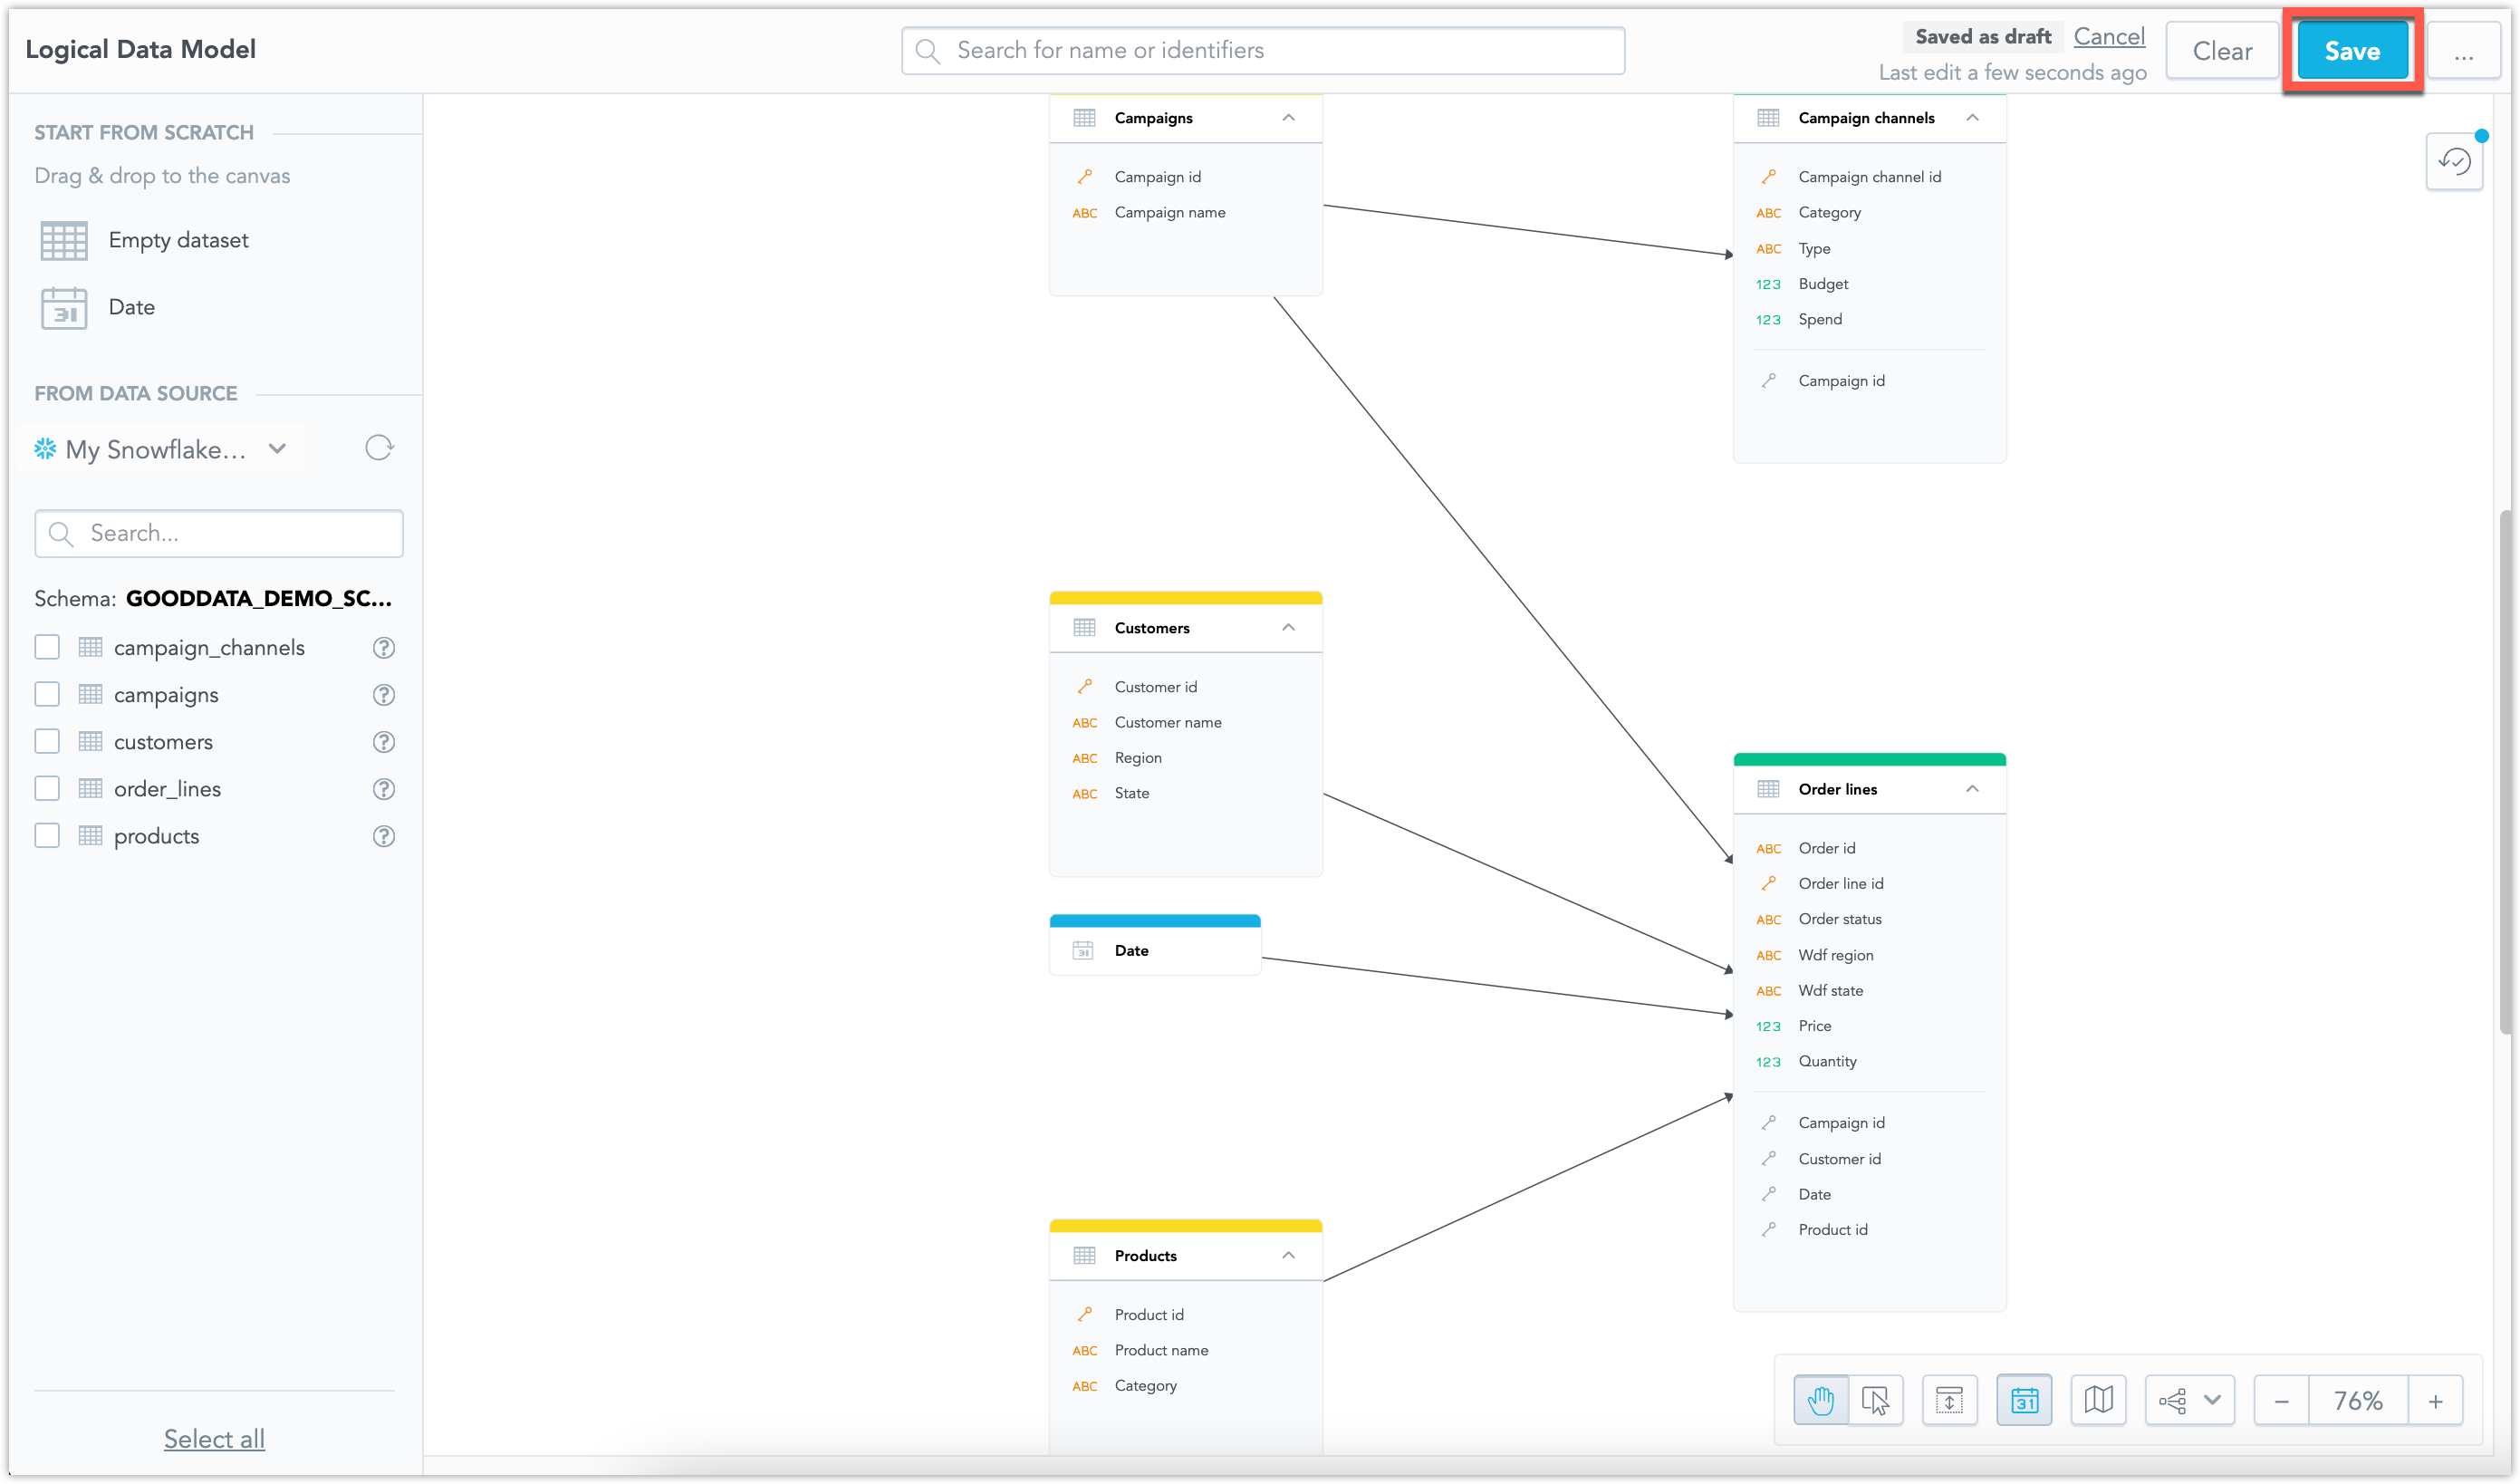 Logical Data Model
Search for name or identifiers
Saved as draft Cancel
Last edit a few seconds ago
Clear
Save
...
START FROM SCRATCH
Drag & drop to the canvas
Empty dataset
31
Date
FROM DATA SOURCE
My Snowflake...
Search...
Schema: GOODDATA_DEMO_SC...
campaign_channels ?
campaigns ?
customers ?
order_lines ?
products ?
Select all
Campaigns
Campaign id
ABC Campaign name
Campaign channels
Campaign channel id
ABC Category
ABC Type
123 Budget
123 Spend
Campaign id
Customers
Customer id
ABC Customer name
ABC Region
ABC State
31 Date
Order lines
ABC Order id
Order line id
ABC Order status
ABC Wdf region
ABC Wdf state
123 Price
123 Quantity
Campaign id
Customer id
Date
Product id
Products
Product id
ABC Product name
ABC Category
31
− 76% +